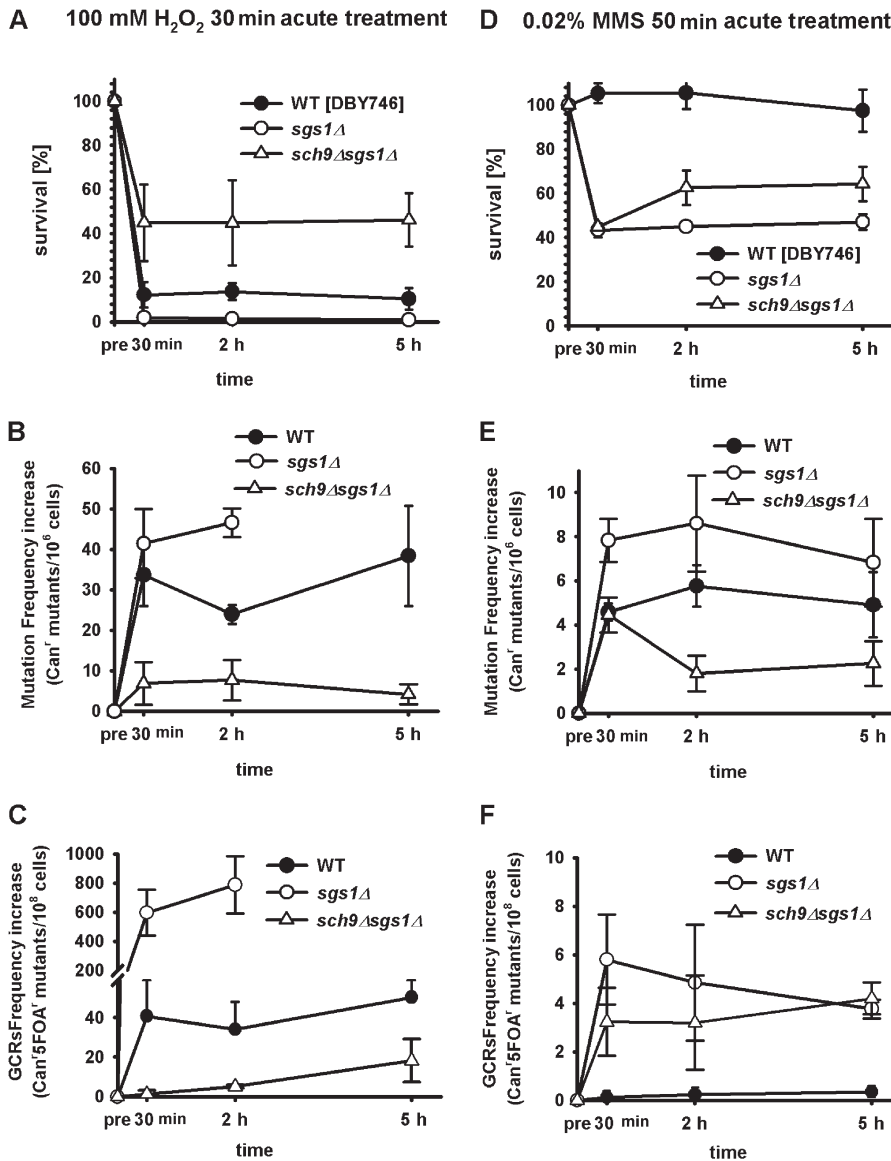 A 100 mM H₂O₂ 30 min acute treatment
survival [%]
100
80
60
40
20
0
WT [DBY746]
sgs1Δ
sch9Δsgs1Δ
pre 30 min 2 h 5 h
time
B
Mutation Frequency increase
(Canʳ mutants/10⁶ cells)
60
50
40
30
20
10
0
WT
sgs1Δ
sch9Δsgs1Δ
pre 30 min 2 h 5 h
time
C
GCRsFrequency increase
(Canʳ5FOAʳ mutants/10⁸ cells)
1000
800
600
400
200
40
20
0
WT
sgs1Δ
sch9Δsgs1Δ
pre 30 min 2 h 5 h
time
D 0.02% MMS 50 min acute treatment
survival [%]
100
80
60
40
20
0
WT [DBY746]
sgs1Δ
sch9Δsgs1Δ
pre 30 min 2 h 5 h
time
E
Mutation Frequency increase
(Canʳ mutants/10⁶ cells)
10
8
6
4
2
0
WT
sgs1Δ
sch9Δsgs1Δ
pre 30 min 2 h 5 h
time
F
GCRsFrequency increase
(Canʳ5FOAʳ mutants/10⁸ cells)
10
8
6
4
2
0
WT
sgs1Δ
sch9Δsgs1Δ
pre 30 min 2 h 5 h
time